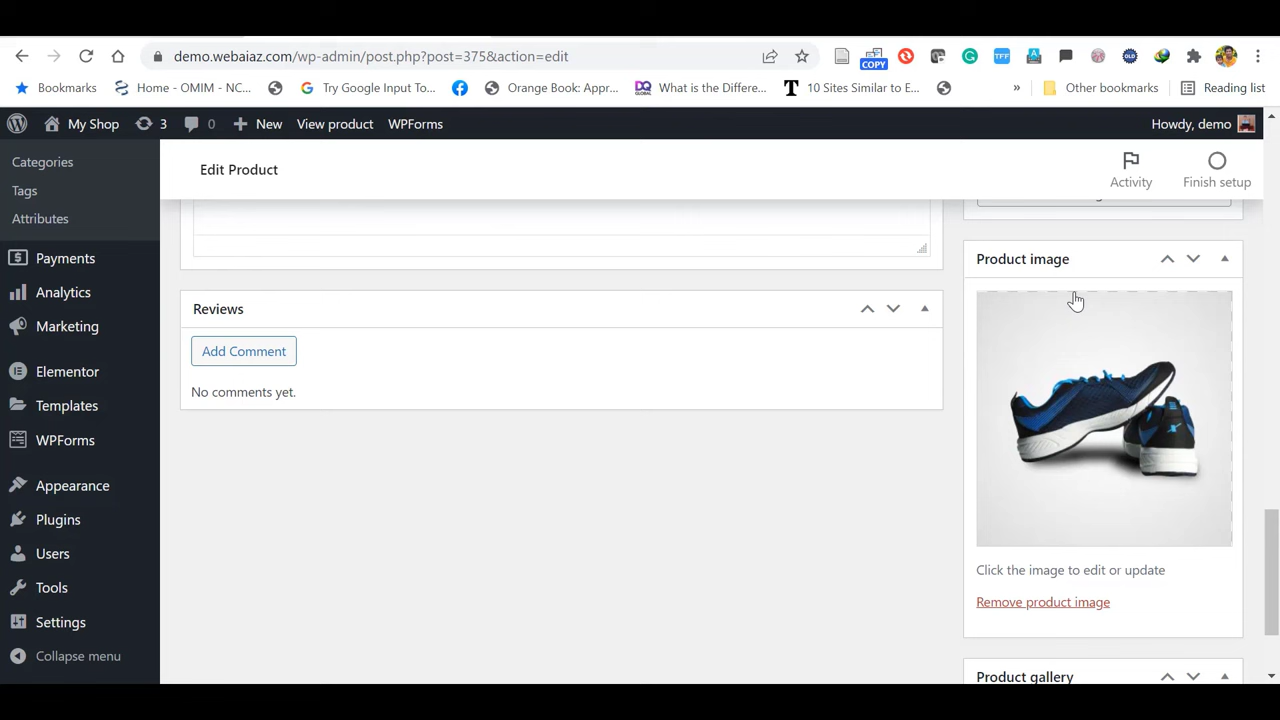 demo.webaiaz.com/wp-admin/post.php?post=375&action=edit
COPY
TFF
OLD
Bookmarks
Home - OMIM - NC...
Try Google Input To...
Orange Book: Appr...
DQ GLOBAL
What is the Differe...
T
10 Sites Similar to E...
»
Other bookmarks
Reading list
My Shop
3
0
New
View product
WPForms
Howdy, demo
Categories
Tags
Attributes
Payments
Analytics
Marketing
Elementor
Templates
WPForms
Appearance
Plugins
Users
Tools
Settings
Collapse menu
Edit Product
Activity
Finish setup
Reviews
Add Comment
No comments yet.
Product image
Click the image to edit or update
Remove product image
Product gallery